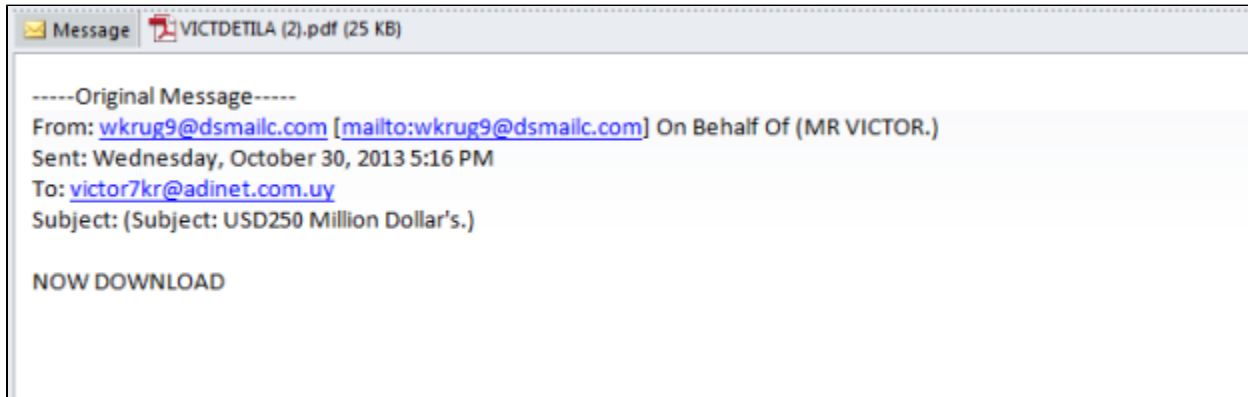 Message VICTDETILA (2).pdf (25 KB)
-----Original Message-----
From: wkrug9@dsmailc.com [mailto:wkrug9@dsmailc.com] On Behalf Of (MR VICTOR.)
Sent: Wednesday, October 30, 2013 5:16 PM
To: victor7kr@adinet.com.uy
Subject: (Subject: USD250 Million Dollar's.)
NOW DOWNLOAD